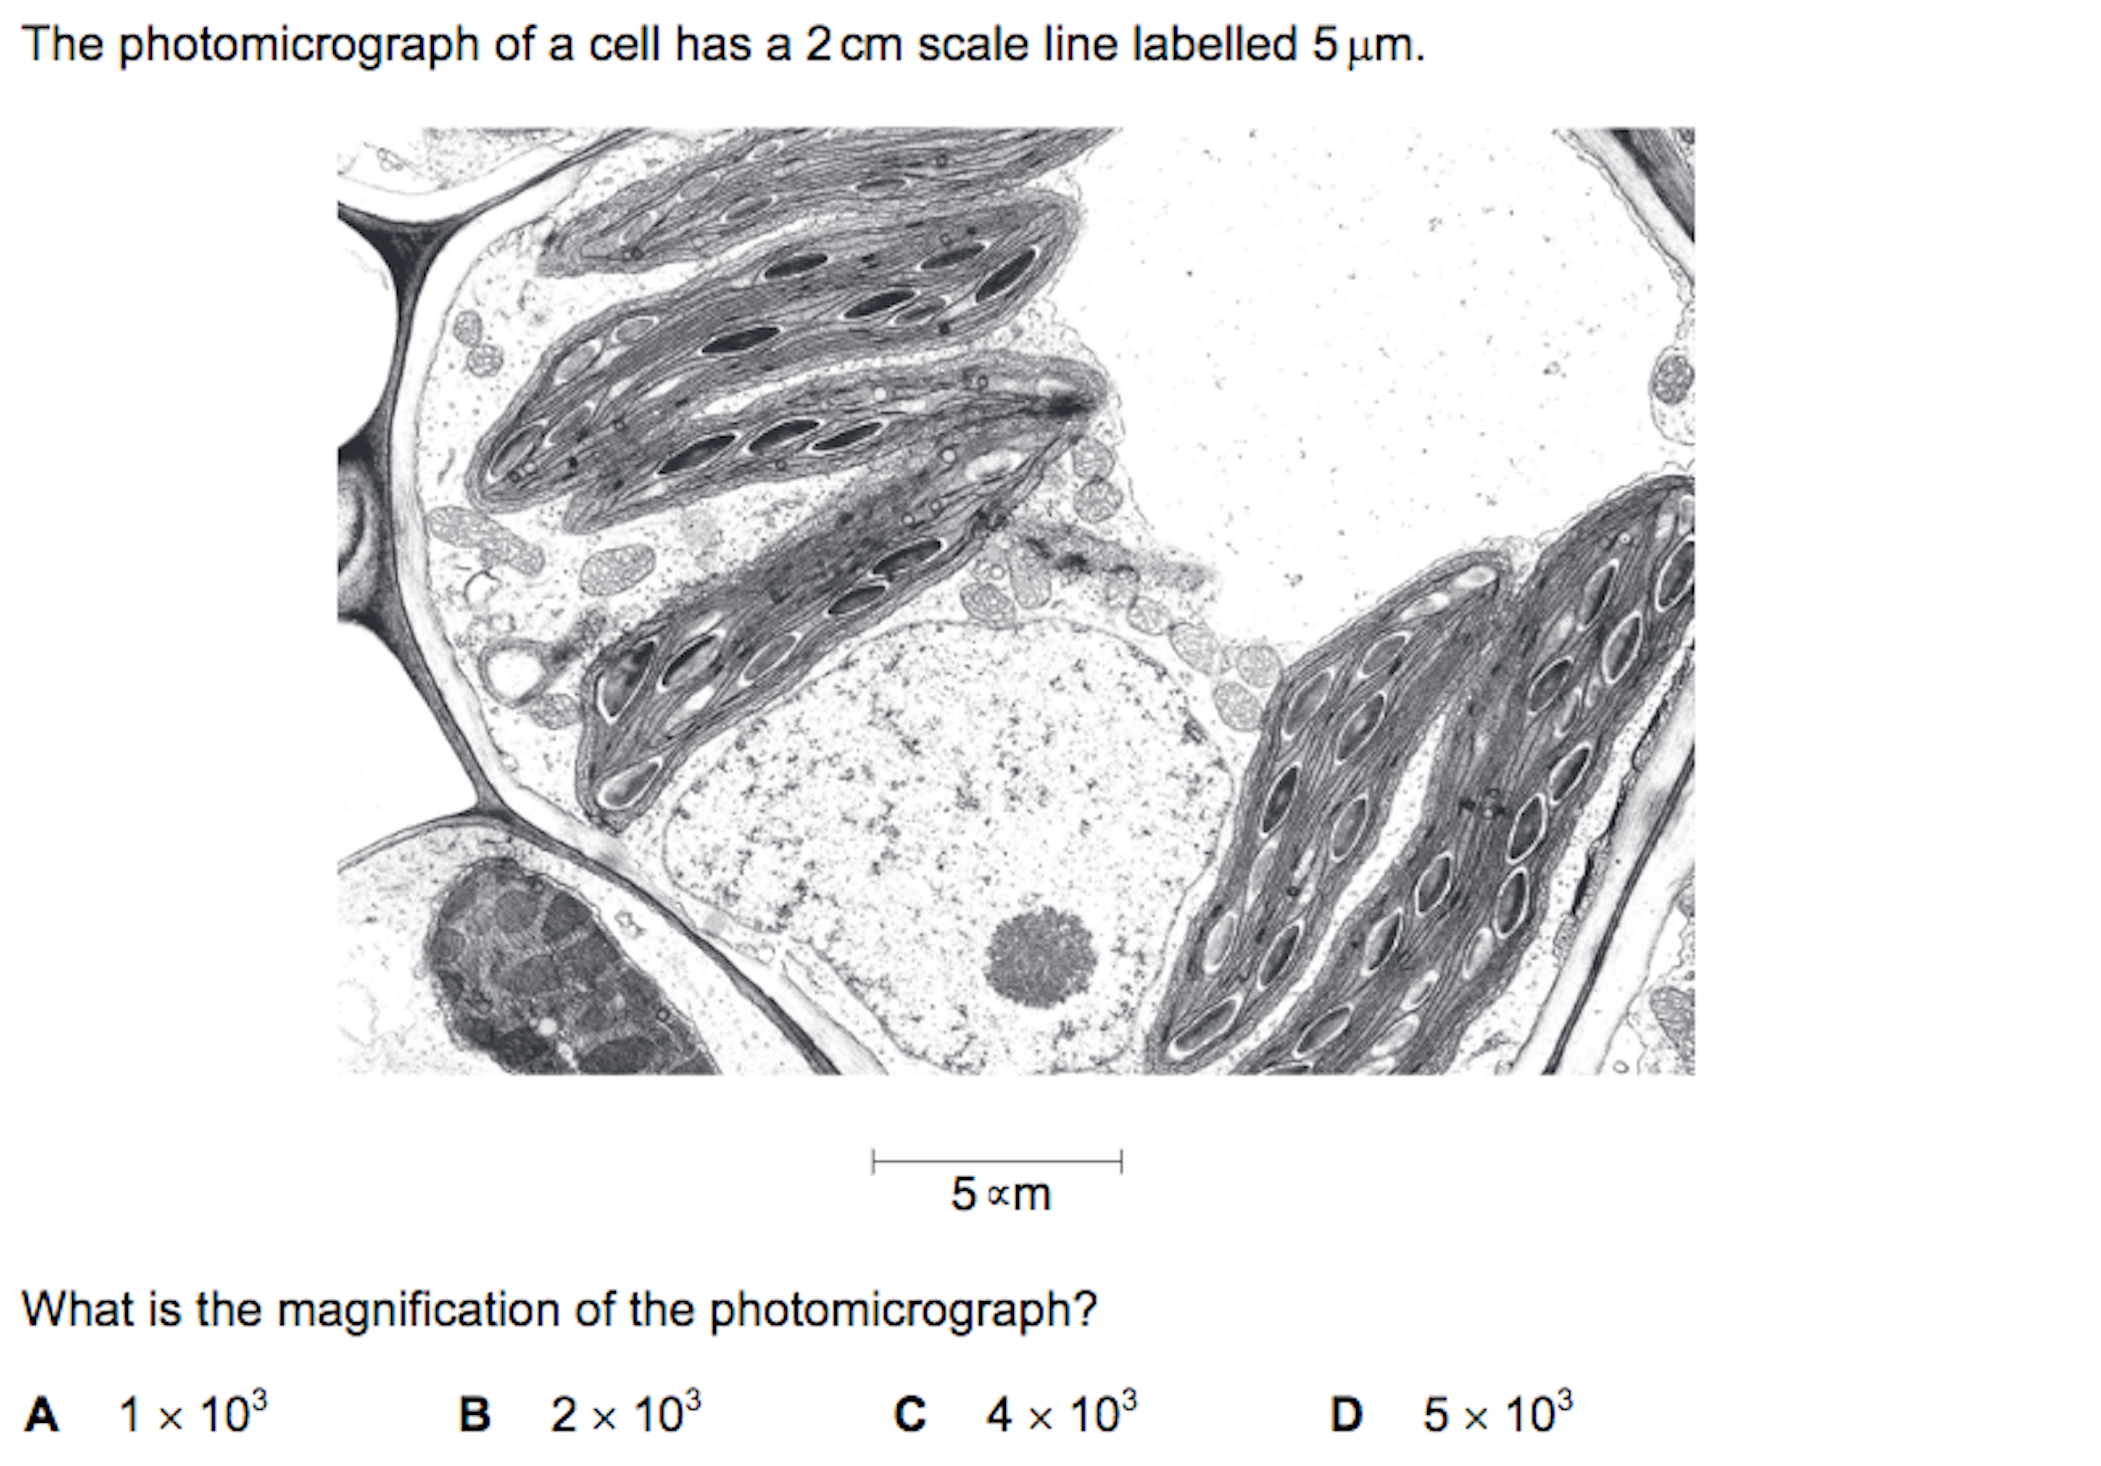 The photomicrograph of a cell has a 2 cm scale line labelled 5 μm.
5 ∝m
What is the magnification of the photomicrograph?
A 1 × 10³ B 2 × 10³ C 4 × 10³ D 5 × 10³